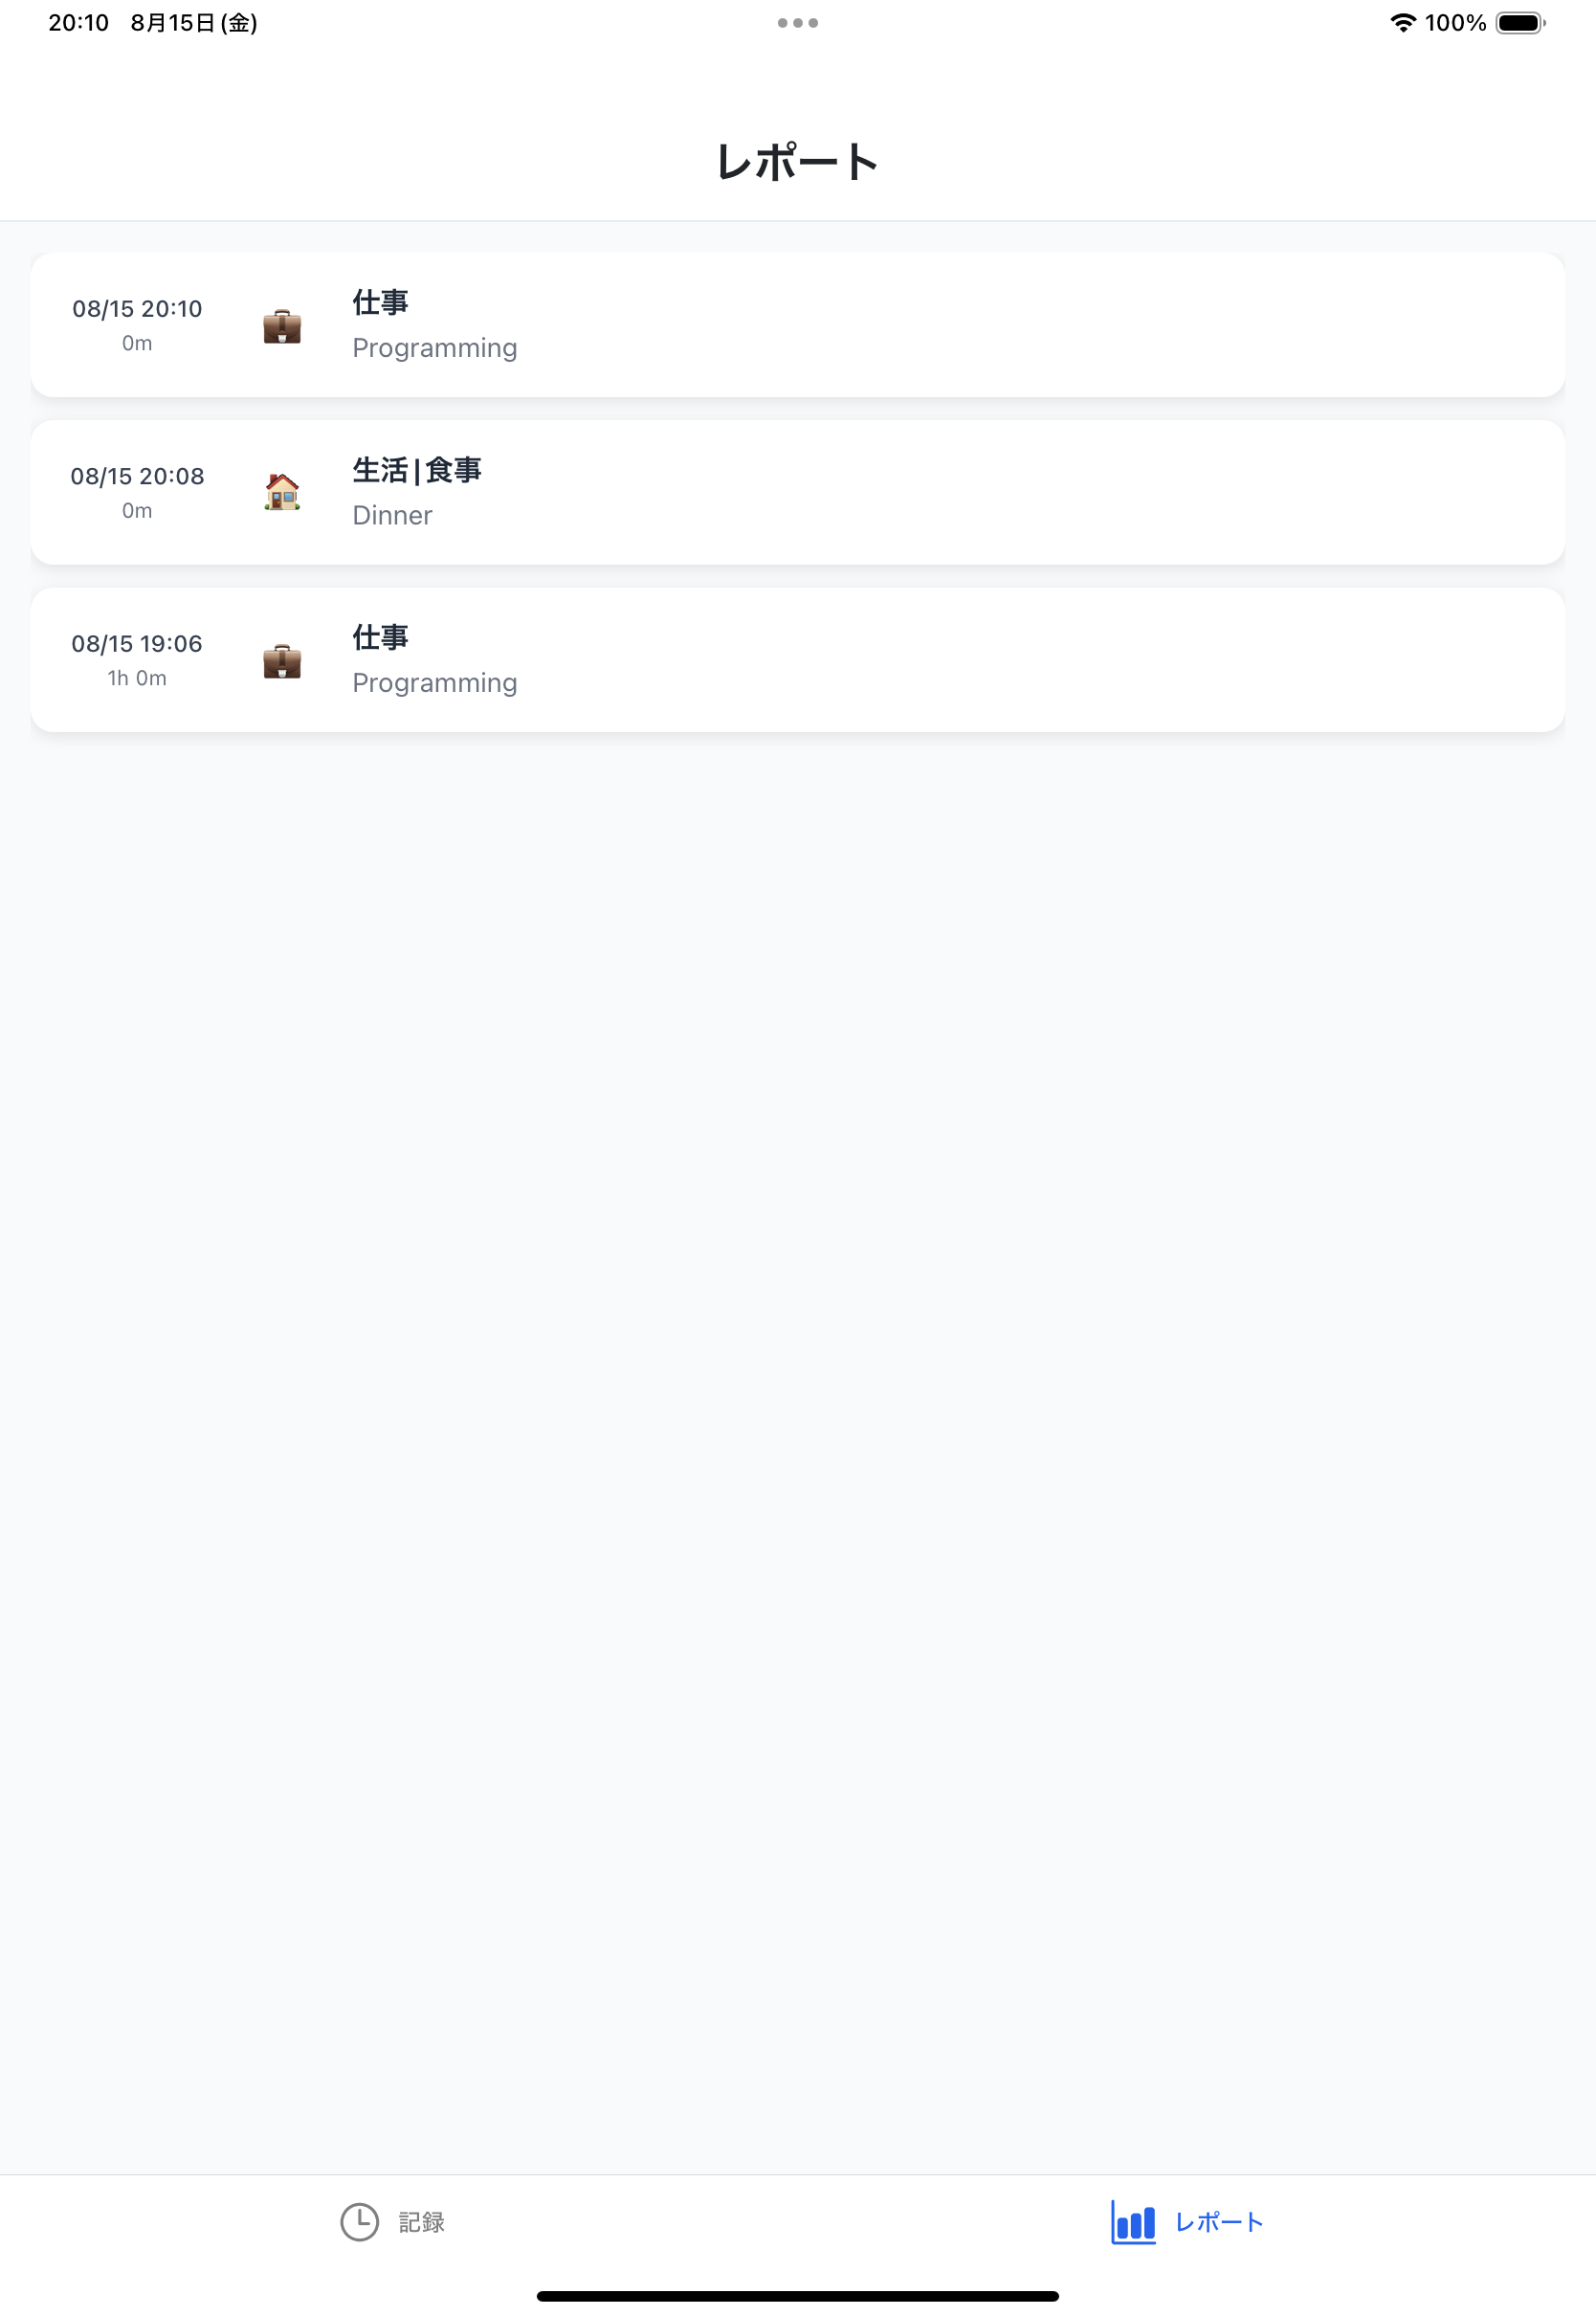 20:10 8月15日(金)
100%
レポート
08/15 20:10
0m
仕事
Programming
08/15 20:08
0m
生活|食事
Dinner
08/15 19:06
1h 0m
仕事
Programming
記録
レポート